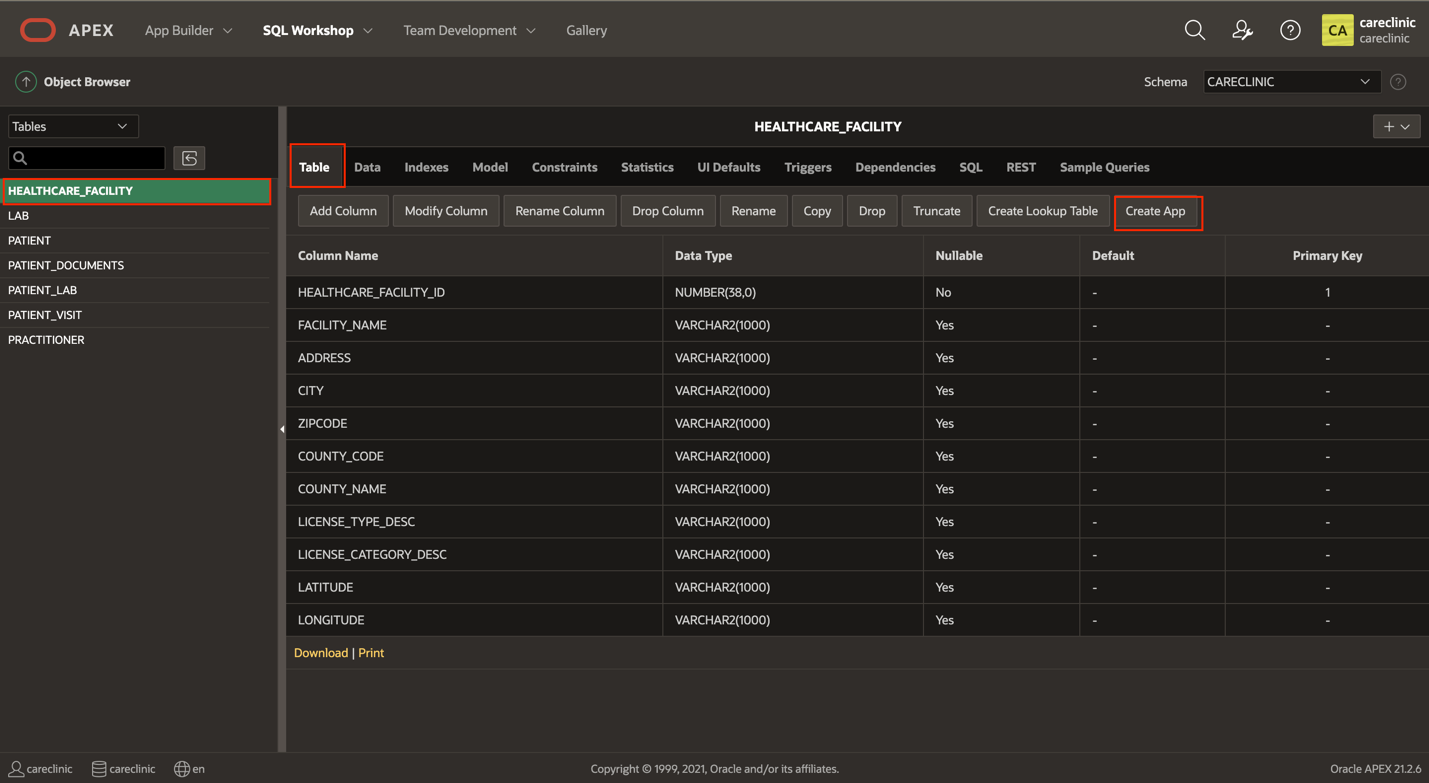 APEX App Builder SQL Workshop Team Development Gallery CA careclinic
careclinic
Object Browser Schema CARECLINIC
Tables
HEALTHCARE_FACILITY
LAB
PATIENT
PATIENT_DOCUMENTS
PATIENT_LAB
PATIENT_VISIT
PRACTITIONER
HEALTHCARE_FACILITY
Table Data Indexes Model Constraints Statistics UI Defaults Triggers Dependencies SQL REST Sample Queries
Add Column Modify Column Rename Column Drop Column Rename Copy Drop Truncate Create Lookup Table Create App
Column Name Data Type Nullable Default Primary Key
HEALTHCARE_FACILITY_ID NUMBER(38,0) No - 1
FACILITY_NAME VARCHAR2(1000) Yes - -
ADDRESS VARCHAR2(1000) Yes - -
CITY VARCHAR2(1000) Yes - -
ZIPCODE VARCHAR2(1000) Yes - -
COUNTY_CODE VARCHAR2(1000) Yes - -
COUNTY_NAME VARCHAR2(1000) Yes - -
LICENSE_TYPE_DESC VARCHAR2(1000) Yes - -
LICENSE_CATEGORY_DESC VARCHAR2(1000) Yes - -
LATITUDE VARCHAR2(1000) Yes - -
LONGITUDE VARCHAR2(1000) Yes - -
Download | Print
careclinic careclinic en Copyright © 1999, 2021, Oracle and/or its affiliates. Oracle APEX 21.2.6